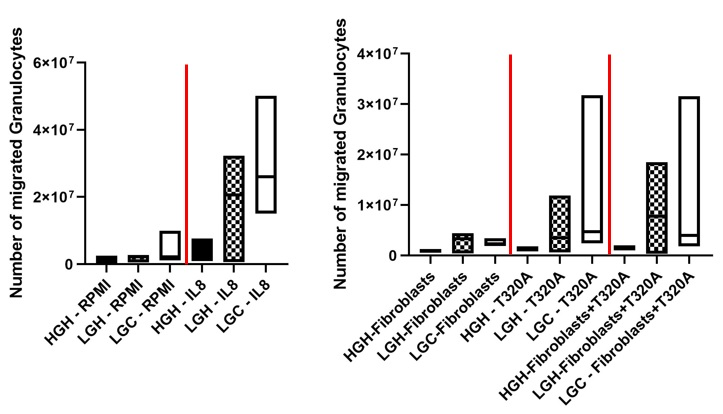 Number of migrated Granulocytes
6×10⁷
4×10⁷
2×10⁷
0
HGH - RPMI
LGH - RPMI
LGC - RPMI
HGH - IL8
LGH - IL8
LGC - IL8
Number of migrated Granulocytes
4×10⁷
3×10⁷
2×10⁷
1×10⁷
0
HGH-Fibroblasts
LGH-Fibroblasts
LGC-Fibroblasts
HGH - T320A
LGH - T320A
LGC - T320A
HGH-Fibroblasts+T320A
LGH-Fibroblasts+T320A
LGC - Fibroblasts+T320A